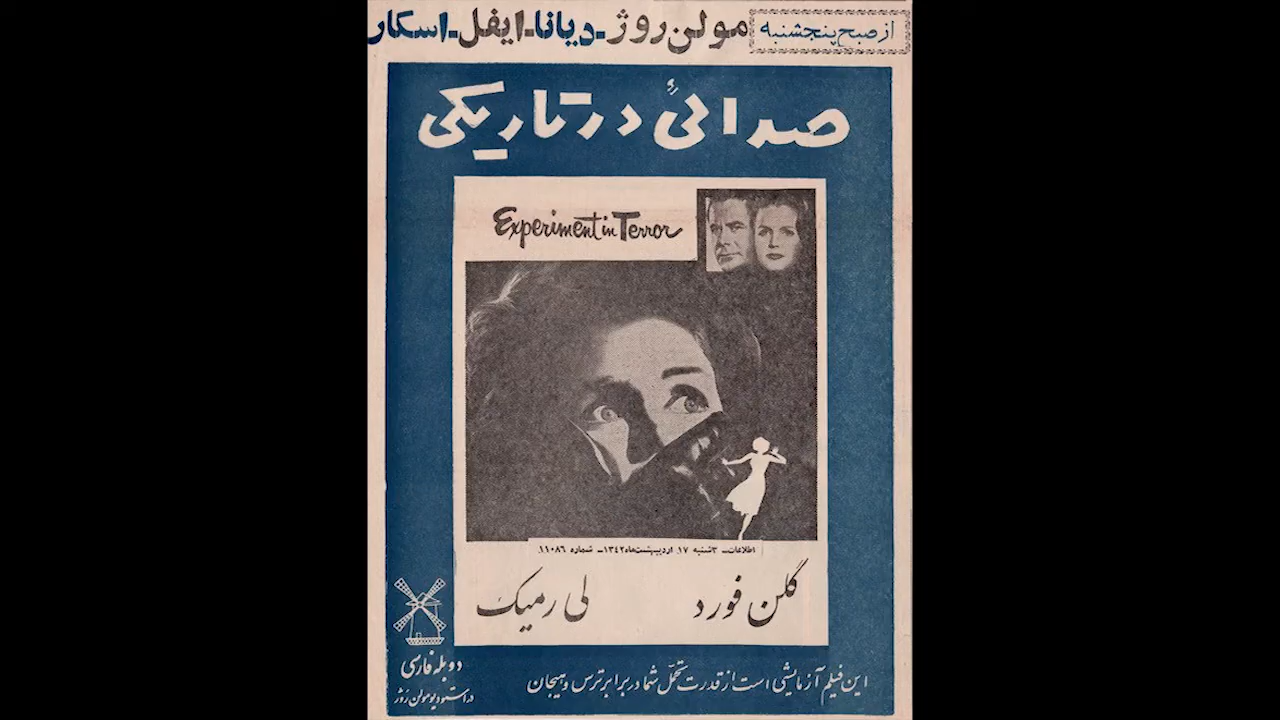 از صبح پنجشنبه مولن روژ-دیانا-ایفل-اسکار
صدائی در تاریکی
Experiment in Terror
اطلاعات- ۳شنبه ۱۷ اردیبهشت‌ماه ۱۳۴۲- شماره ۱۱۰۸۶
گلن فورد لی رمیک
این فیلم آزمایشی است از قدرت تحمّل شما در برابر ترس و هیجان
دوبله فارسی
در استودیو مولن روژ